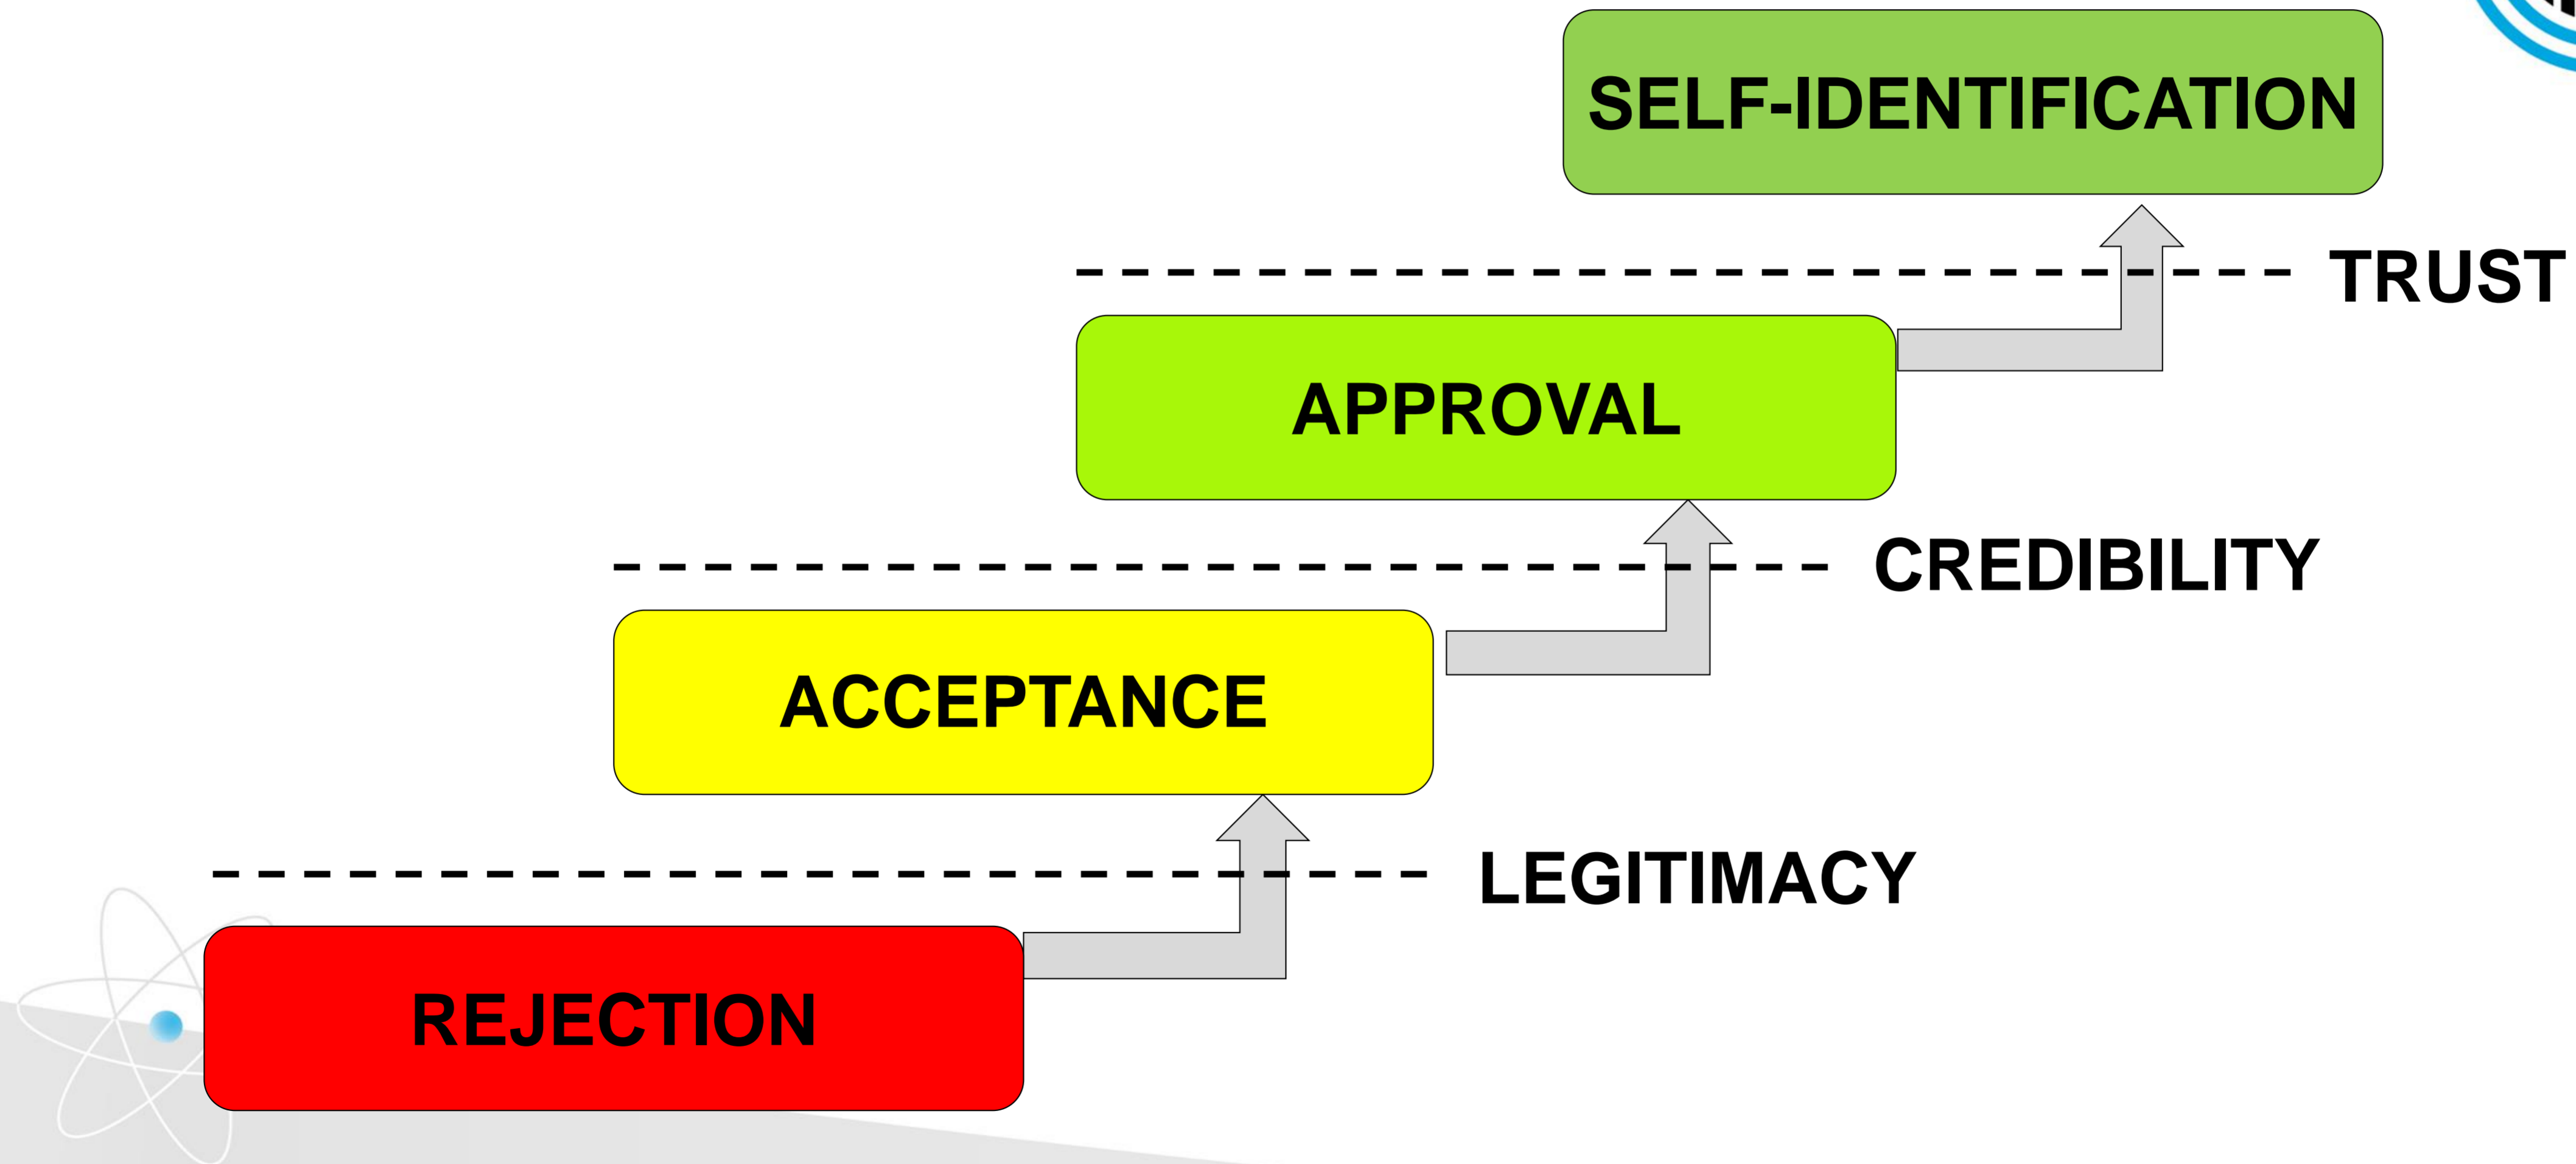 SELF-IDENTIFICATION
TRUST
APPROVAL
CREDIBILITY
ACCEPTANCE
LEGITIMACY
REJECTION